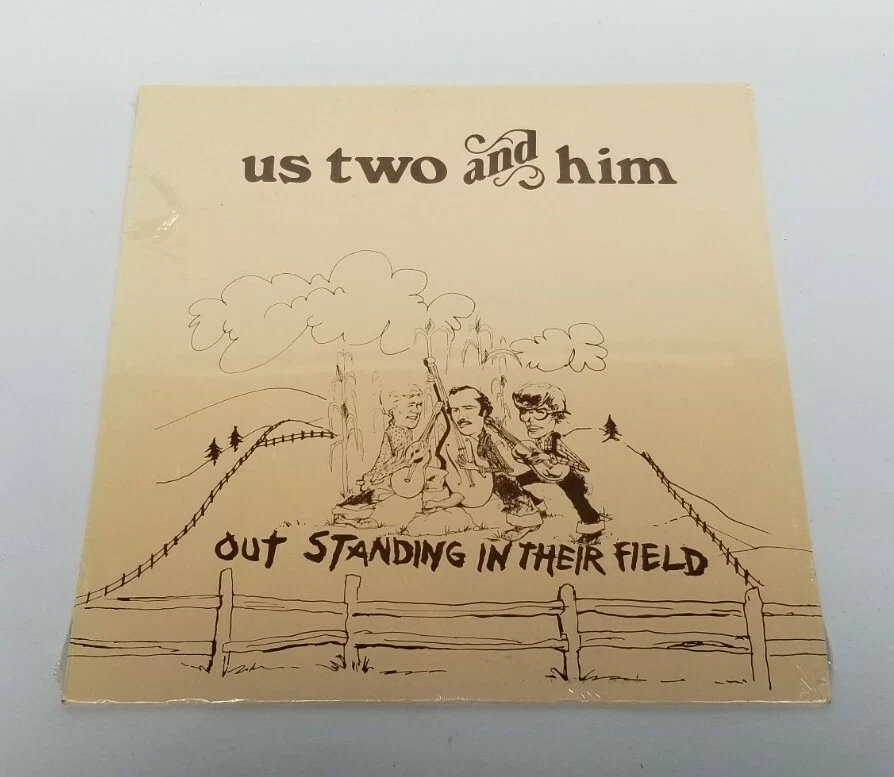 us two and him
OUT STANDING IN THEIR FIELD